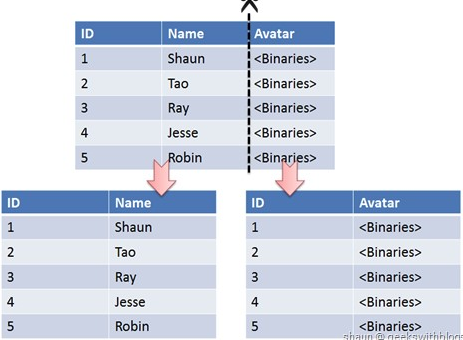 ID Name Avatar
1 Shaun <Binaries>
2 Tao <Binaries>
3 Ray <Binaries>
4 Jesse <Binaries>
5 Robin <Binaries>
ID Name
1 Shaun
2 Tao
3 Ray
4 Jesse
5 Robin
ID Avatar
1 <Binaries>
2 <Binaries>
3 <Binaries>
4 <Binaries>
5 <Binaries>
shaun @ geekswithblogs